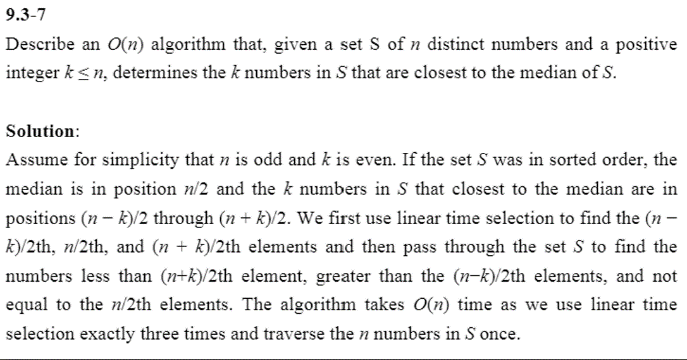 9.3-7
Describe an O(n) algorithm that, given a set S of n distinct numbers and a positive
integer k ≤ n, determines the k numbers in S that are closest to the median of S.
Solution:
Assume for simplicity that n is odd and k is even. If the set S was in sorted order, the
median is in position n/2 and the k numbers in S that closest to the median are in
positions (n − k)/2 through (n + k)/2. We first use linear time selection to find the (n −
k)/2th, n/2th, and (n + k)/2th elements and then pass through the set S to find the
numbers less than (n+k)/2th element, greater than the (n−k)/2th elements, and not
equal to the n/2th elements. The algorithm takes O(n) time as we use linear time
selection exactly three times and traverse the n numbers in S once.